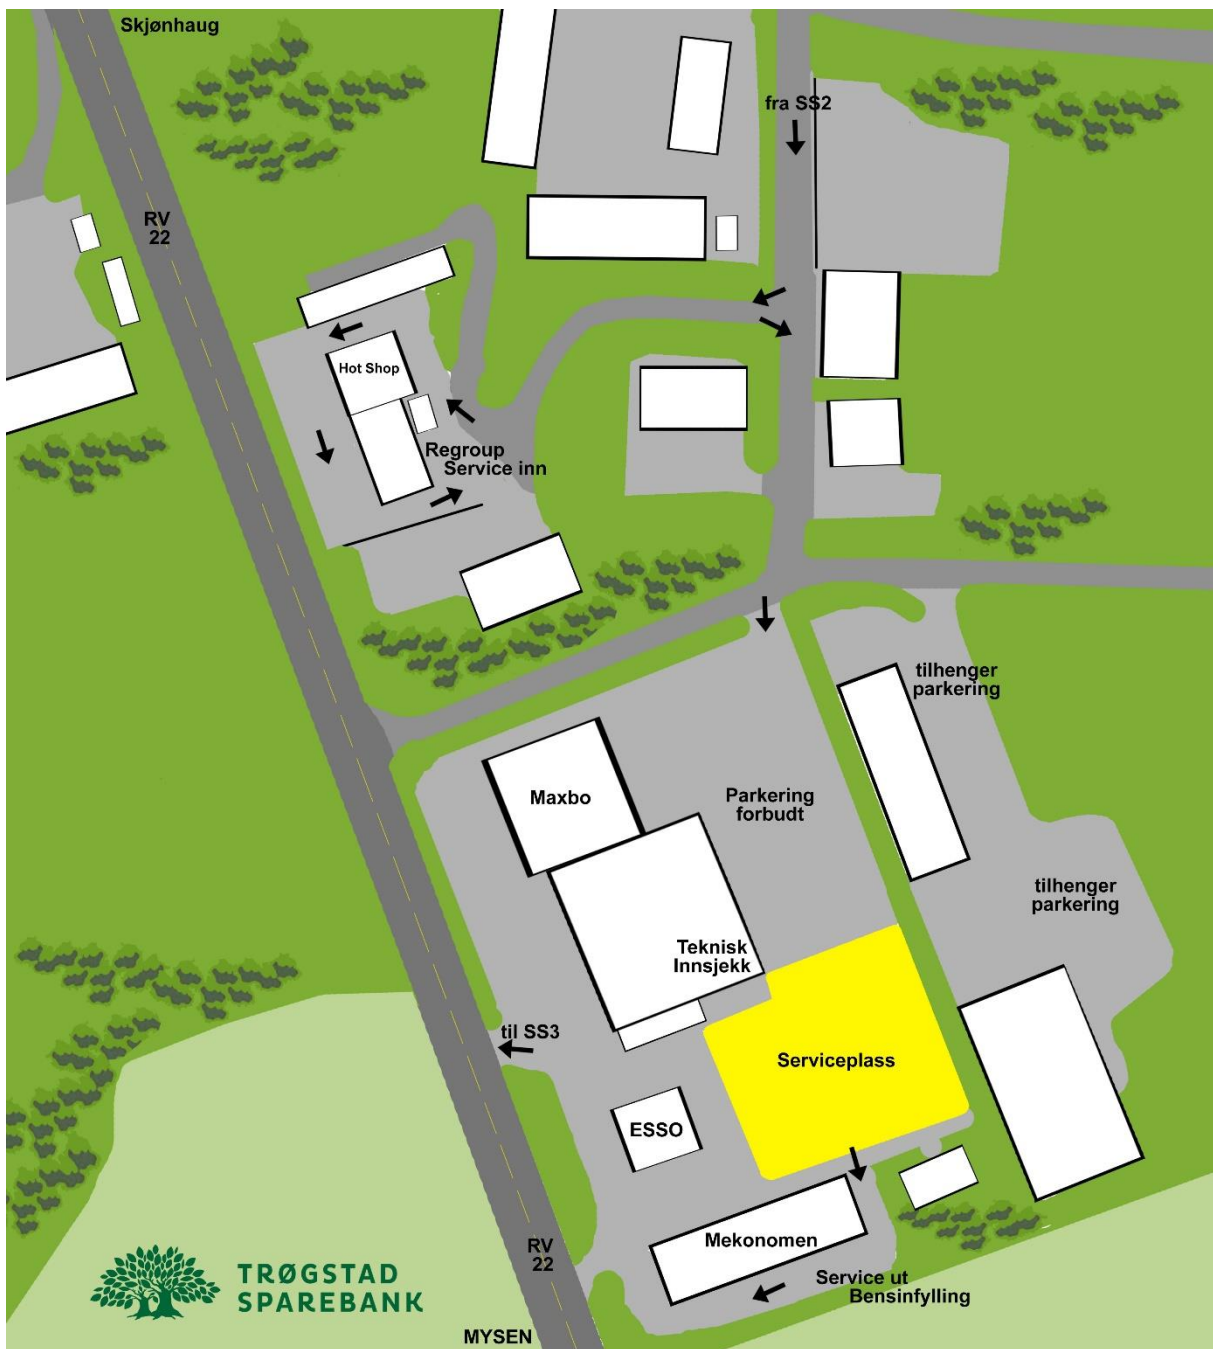 Skjønhaug
fra SS2
RV
22
Hot Shop
Regroup
Service inn
tilhenger
parkering
Maxbo
Parkering
forbudt
tilhenger
parkering
Teknisk
Innsjekk
til SS3
Serviceplass
ESSO
Mekonomen
RV
22
TRØGSTAD
SPAREBANK
Service ut
Bensinfylling
MYSEN